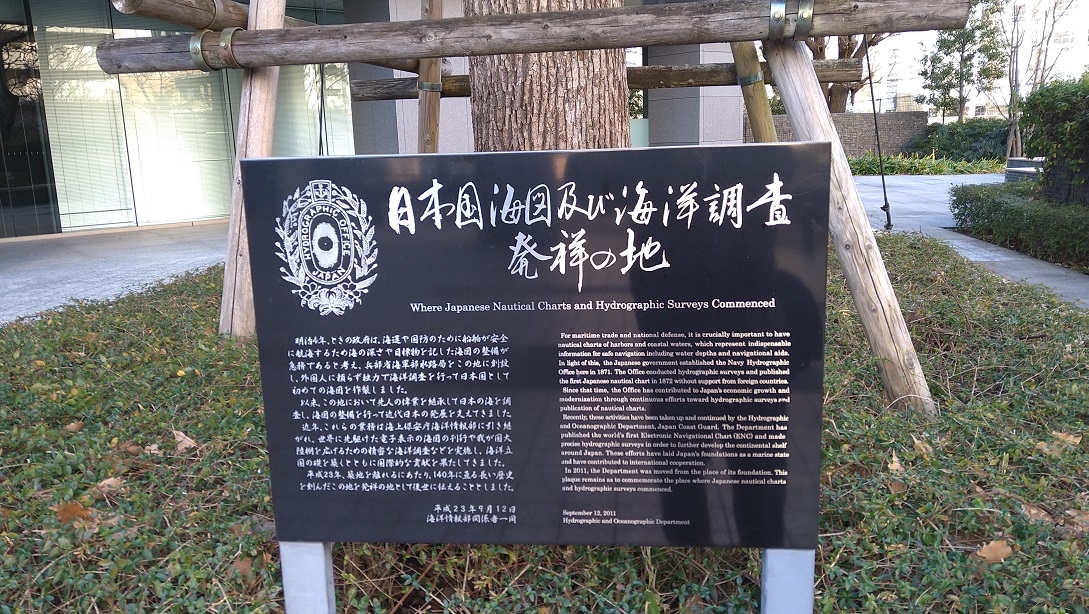 HYDROGRAPHIC OFFICE
JAPAN
日本国海図及び海洋調査
発祥の地
Where Japanese Nautical Charts and Hydrographic Surveys Commenced
明治4年、ときの政府は、海運や国防のために船舶が安全
に航海するため海の深さや目標物を記した海図の整備が
急務であると考え、兵部省海軍部水路局をこの地に創設
し、外国人に頼らず独力で海洋調査を行って日本国として
初めての海図を作製しました。
以来、この地において先人の偉業を継承して日本の海を調
査し、海図の整備を行って近代日本の発展を支えてきました。
近年、これらの業務は海上保安庁海洋情報部に引き継
がれ、世界に先駆けた電子表示の海図の刊行や我が国大
陸棚を広げるための精密な海洋調査などを実施し、海洋立
国の礎を築くとともに国際的な貢献を果たしてきました。
平成23年、築地を離れるにあたり、140年に亘る長い歴史
を刻んだこの地を発祥の地として後世に伝えることとしました。
平成23年9月12日
海洋情報部関係者一同
For maritime trade and national defense, it is crucially important to have
nautical charts of harbors and coastal waters, which represent indispensable
information for safe navigation including water depths and navigational aids.
In light of this, the Japanese government established the Navy Hydrographic
Office here in 1871. The Office conducted hydrographic surveys and published
the first Japanese nautical chart in 1872 without support from foreign countries.
Since that time, the Office has contributed to Japan's economic growth and
modernization through continuous efforts toward hydrographic surveys and
publication of nautical charts.
Recently, these activities have been taken up and continued by the Hydrographic
and Oceanographic Department, Japan Coast Guard. The Department has
published the world's first Electronic Navigational Chart (ENC) and made
precise hydrographic surveys in order to further develop the continental shelf
around Japan. These efforts have laid Japan's foundations as a marine state
and have contributed to international cooperation.
In 2011, the Department was moved from the place of its foundation. This
plaque remains as to commemorate the place where Japanese nautical charts
and hydrographic surveys commenced.
September 12, 2011
Hydrographic and Oceanographic Department